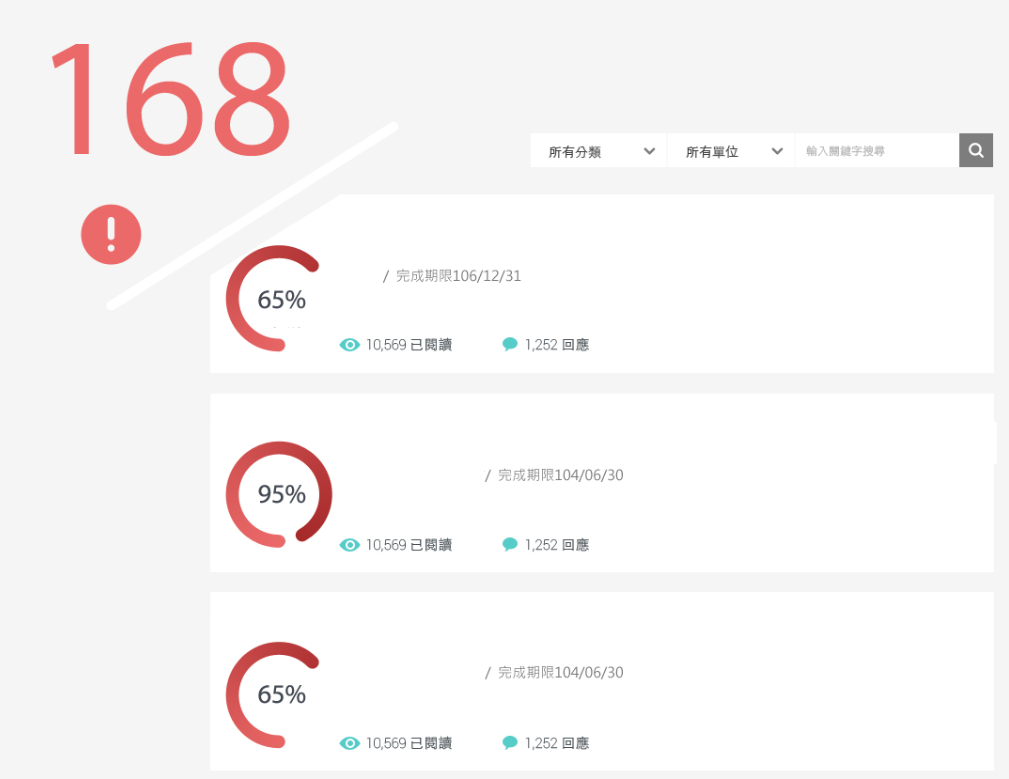 168
所有分類 所有單位 輸入關鍵字搜尋
65%
/ 完成期限106/12/31
10,569 已閱讀 1,252 回應
95%
/ 完成期限104/06/30
10,569 已閱讀 1,252 回應
65%
/ 完成期限104/06/30
10,569 已閱讀 1,252 回應